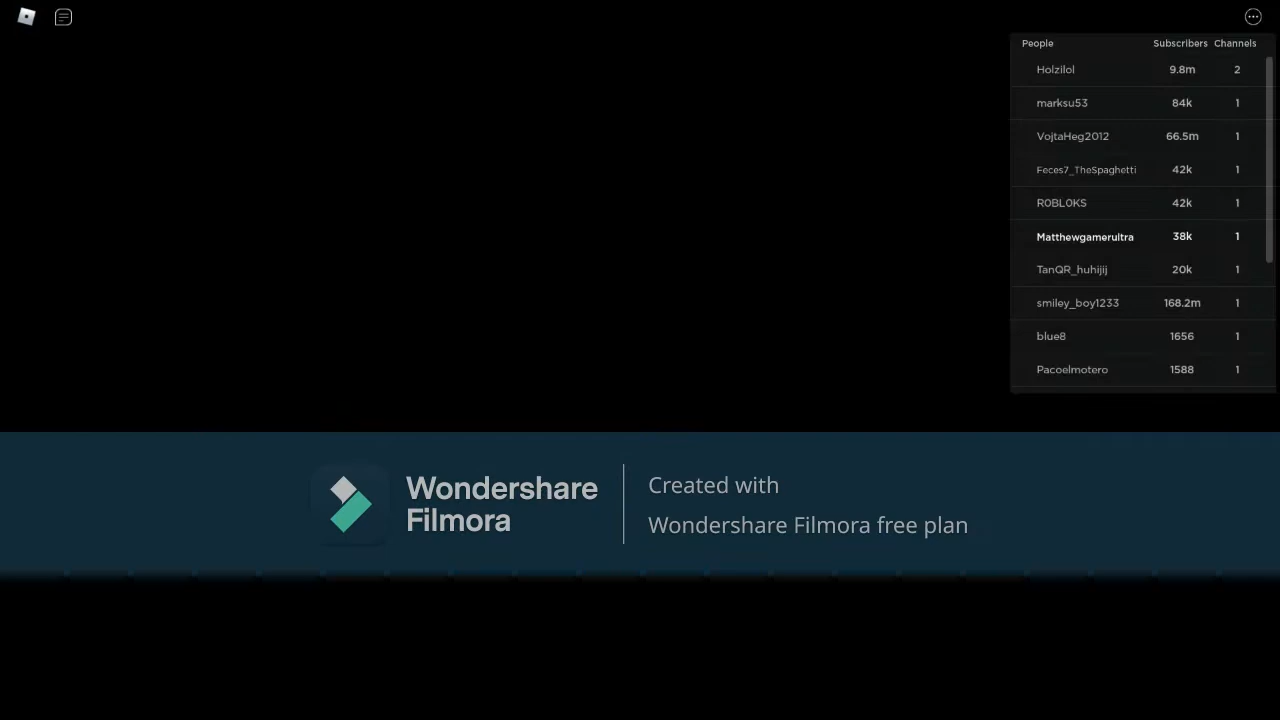 People Subscribers Channels
Holzilol 9.8m 2
marksu53 84k 1
VojtaHeg2012 66.5m 1
Feces7_TheSpaghetti 42k 1
R0BL0KS 42k 1
Matthewgamerultra 38k 1
TanQR_huhijij 20k 1
smiley_boy1233 168.2m 1
blue8 1656 1
Pacoelmotero 1588 1
Wondershare
Filmora
Created with
Wondershare Filmora free plan